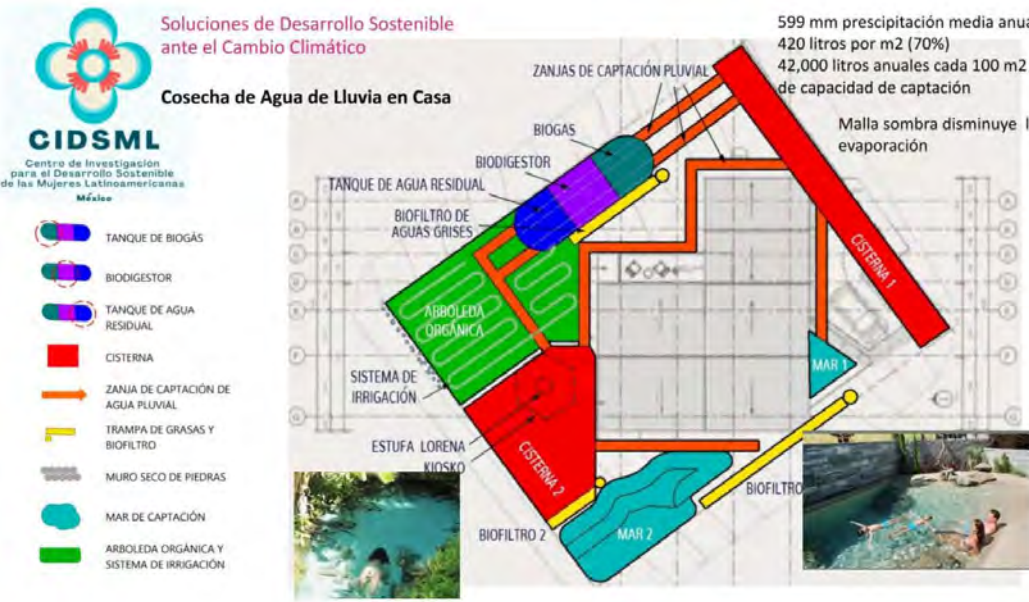 Soluciones de Desarrollo Sostenible
ante el Cambio Climático
Cosecha de Agua de Lluvia en Casa
CIDSML
Centro de Investigación
para el Desarrollo Sostenible
de las Mujeres Latinoamericanas
México
TANQUE DE BIOGÁS
BIODIGESTOR
TANQUE DE AGUA
RESIDUAL
CISTERNA
ZANJA DE CAPTACIÓN DE
AGUA PLUVIAL
TRAMPA DE GRASAS Y
BIOFILTRO
MURO SECO DE PIEDRAS
MAR DE CAPTACIÓN
ARBOLEDA ORGÁNICA Y
SISTEMA DE IRRIGACIÓN
599 mm prescipitación media anua
420 litros por m2 (70%)
42,000 litros anuales cada 100 m2
de capacidad de captación
Malla sombra disminuye l
evaporación
ZANJAS DE CAPTACIÓN PLUVIAL
BIOGAS
BIODIGESTOR
TANQUE DE AGUA RESIDUAL
BIOFILTRO DE
AGUAS GRISES
CISTERNA 1
ARBOLEDA
ORGÁNICA
MAR 1
SISTEMA DE
IRRIGACIÓN
ESTUFA LORENA
KIOSKO
CISTERNA 2
BIOFILTRO
BIOFILTRO 2
MAR 2